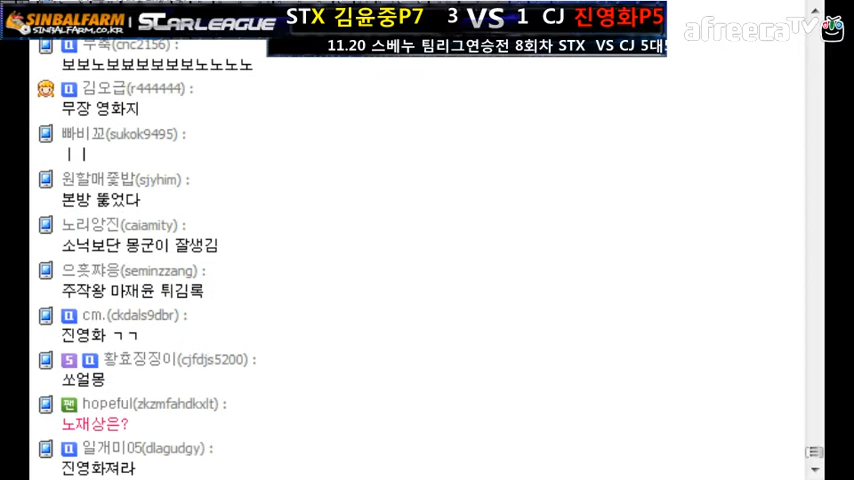 SINBALFARM
SINBALFARM.CO.KR
STARLEAGUE
STX 김윤중P7 3 VS 1 CJ 진영화P5
afreecaTV
11.20 스베누 팀리그연승전 8회차 STX VS CJ 5대
(cnc2156) :
보보노보보보보보보노노노노
김오급(r444444) :
무장 영화지
빠비꼬(sukok9495) :
ㅣㅣ
원할매쫓밥(sjyhim) :
본방 뚫었다
노리앙진(caiamity) :
소닉보단 몽군이 잘생김
으흣쨔응(seminzzang) :
주작왕 마재윤 튀김록
cm.(ckdals9dbr) :
진영화 ㄱㄱ
황효징징이(cjfdjs5200) :
쏘얼몽
hopeful(zkzmfahdkxlt) :
노재상은?
일개미05(dlagudgy) :
진영화져라